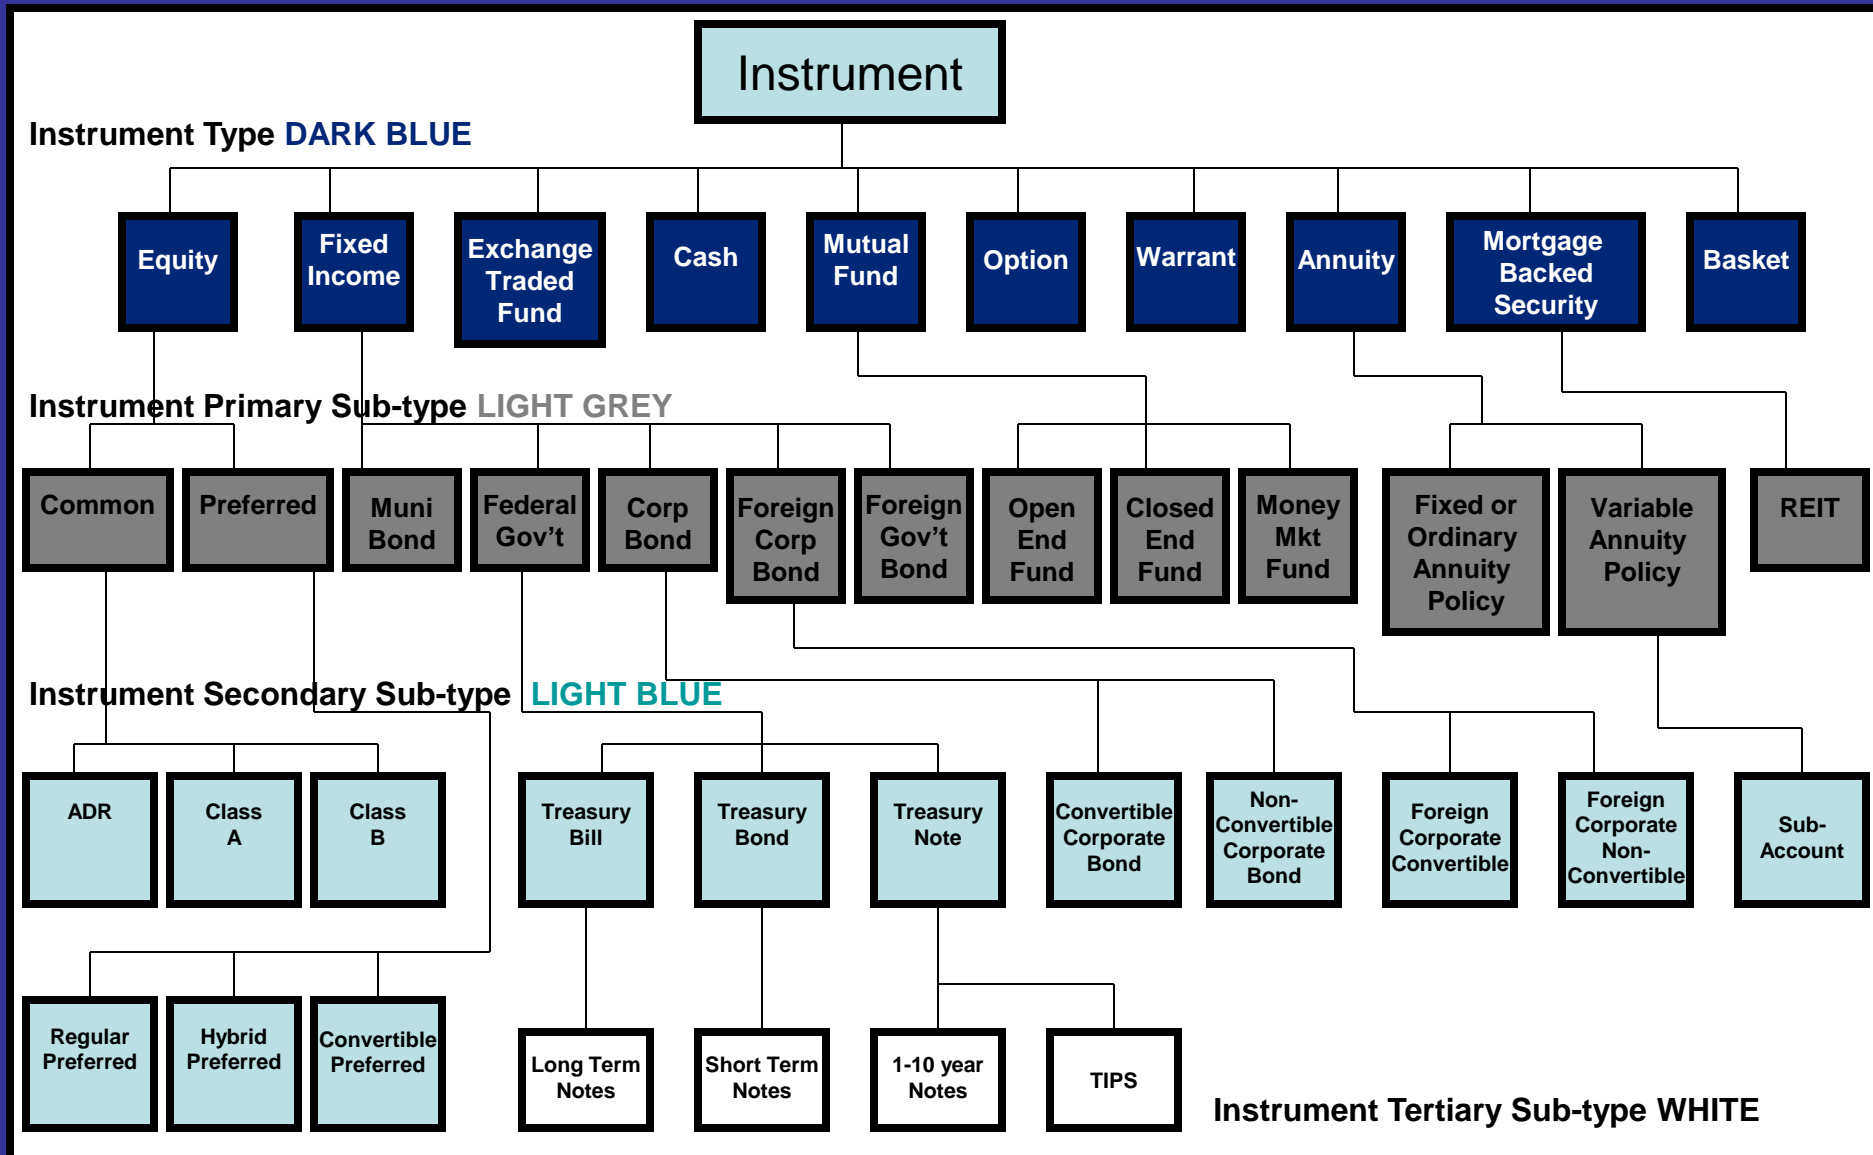 Instrument
Instrument Type DARK BLUE
Equity
Fixed
Income
Exchange
Traded
Fund
Cash
Mutual
Fund
Option
Warrant
Annuity
Mortgage
Backed
Security
Basket
Instrument Primary Sub-type LIGHT GREY
Common
Preferred
Muni
Bond
Federal
Gov’t
Corp
Bond
Foreign
Corp
Bond
Foreign
Gov’t
Bond
Open
End
Fund
Closed
End
Fund
Money
Mkt
Fund
Fixed or
Ordinary
Annuity
Policy
Variable
Annuity
Policy
REIT
Instrument Secondary Sub-type LIGHT BLUE
ADR
Class
A
Class
B
Treasury
Bill
Treasury
Bond
Treasury
Note
Convertible
Corporate
Bond
Non-
Convertible
Corporate
Bond
Foreign
Corporate
Convertible
Foreign
Corporate
Non-
Convertible
Sub-
Account
Regular
Preferred
Hybrid
Preferred
Convertible
Preferred
Long Term
Notes
Short Term
Notes
1-10 year
Notes
TIPS
Instrument Tertiary Sub-type WHITE